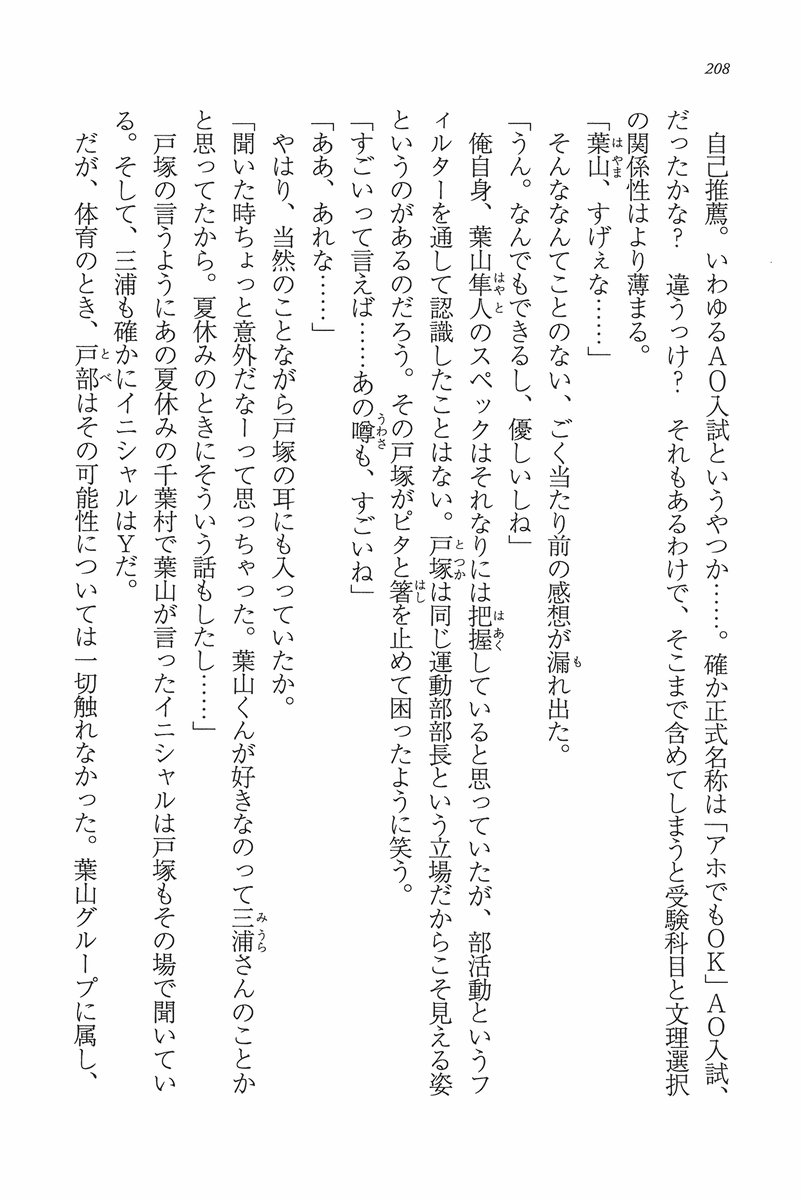 208
自己推薦。いわゆるＡＯ入試というやつか……。確か正式名称は「アホでもＯＫ」ＡＯ入試、
だったかな？　違うっけ？　それもあるわけで、そこまで含めてしまうと受験科目と文理選択
の関係性はより薄まる。
「葉山、すげぇな……」
そんななんてことのない、ごく当たり前の感想が漏れ出た。
「うん。なんでもできるし、優しいしね」
俺自身、葉山隼人のスペックはそれなりには把握していると思っていたが、部活動というフ
ィルターを通して認識したことはない。戸塚は同じ運動部部長という立場だからこそ見える姿
というのがあるのだろう。その戸塚がピタと箸を止めて困ったように笑う。
「すごいって言えば……あの噂も、すごいね」
「ああ、あれな……」
やはり、当然のことながら戸塚の耳にも入っていたか。
「聞いた時ちょっと意外だなーって思っちゃった。葉山くんが好きなのって三浦さんのことか
と思ってたから。夏休みのときにそういう話もしたし……」
戸塚の言うようにあの夏休みの千葉村で葉山が言ったイニシャルは戸塚もその場で聞いてい
る。そして、三浦も確かにイニシャルはＹだ。
だが、体育のとき、戸部はその可能性については一切触れなかった。葉山グループに属し、